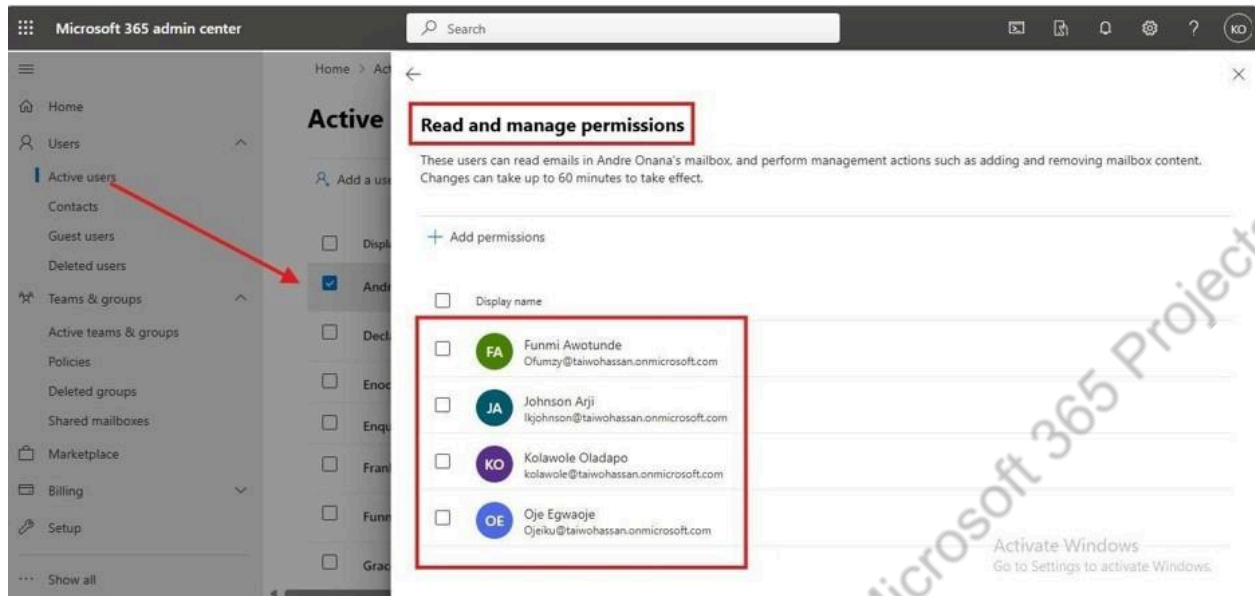 Microsoft 365 admin center
Search
KO
Home
Users
Active users
Contacts
Guest users
Deleted users
Teams & groups
Active teams & groups
Policies
Deleted groups
Shared mailboxes
Marketplace
Billing
Setup
Show all
Home > Act
Active
Add a use
Displ
Andr
Decl
Enoc
Enqu
Fran
Funn
Grac
Read and manage permissions
These users can read emails in Andre Onana's mailbox, and perform management actions such as adding and removing mailbox content.
Changes can take up to 60 minutes to take effect.
+ Add permissions
Display name
FA
Funmi Awotunde
Ofumzy@taiwohassan.onmicrosoft.com
JA
Johnson Arji
Ikjohnson@taiwohassan.onmicrosoft.com
KO
Kolawole Oladapo
kolawole@taiwohassan.onmicrosoft.com
OE
Oje Egwaoje
Ojeiku@taiwohassan.onmicrosoft.com
Microsoft 365 Projects
Activate Windows
Go to Settings to activate Windows.